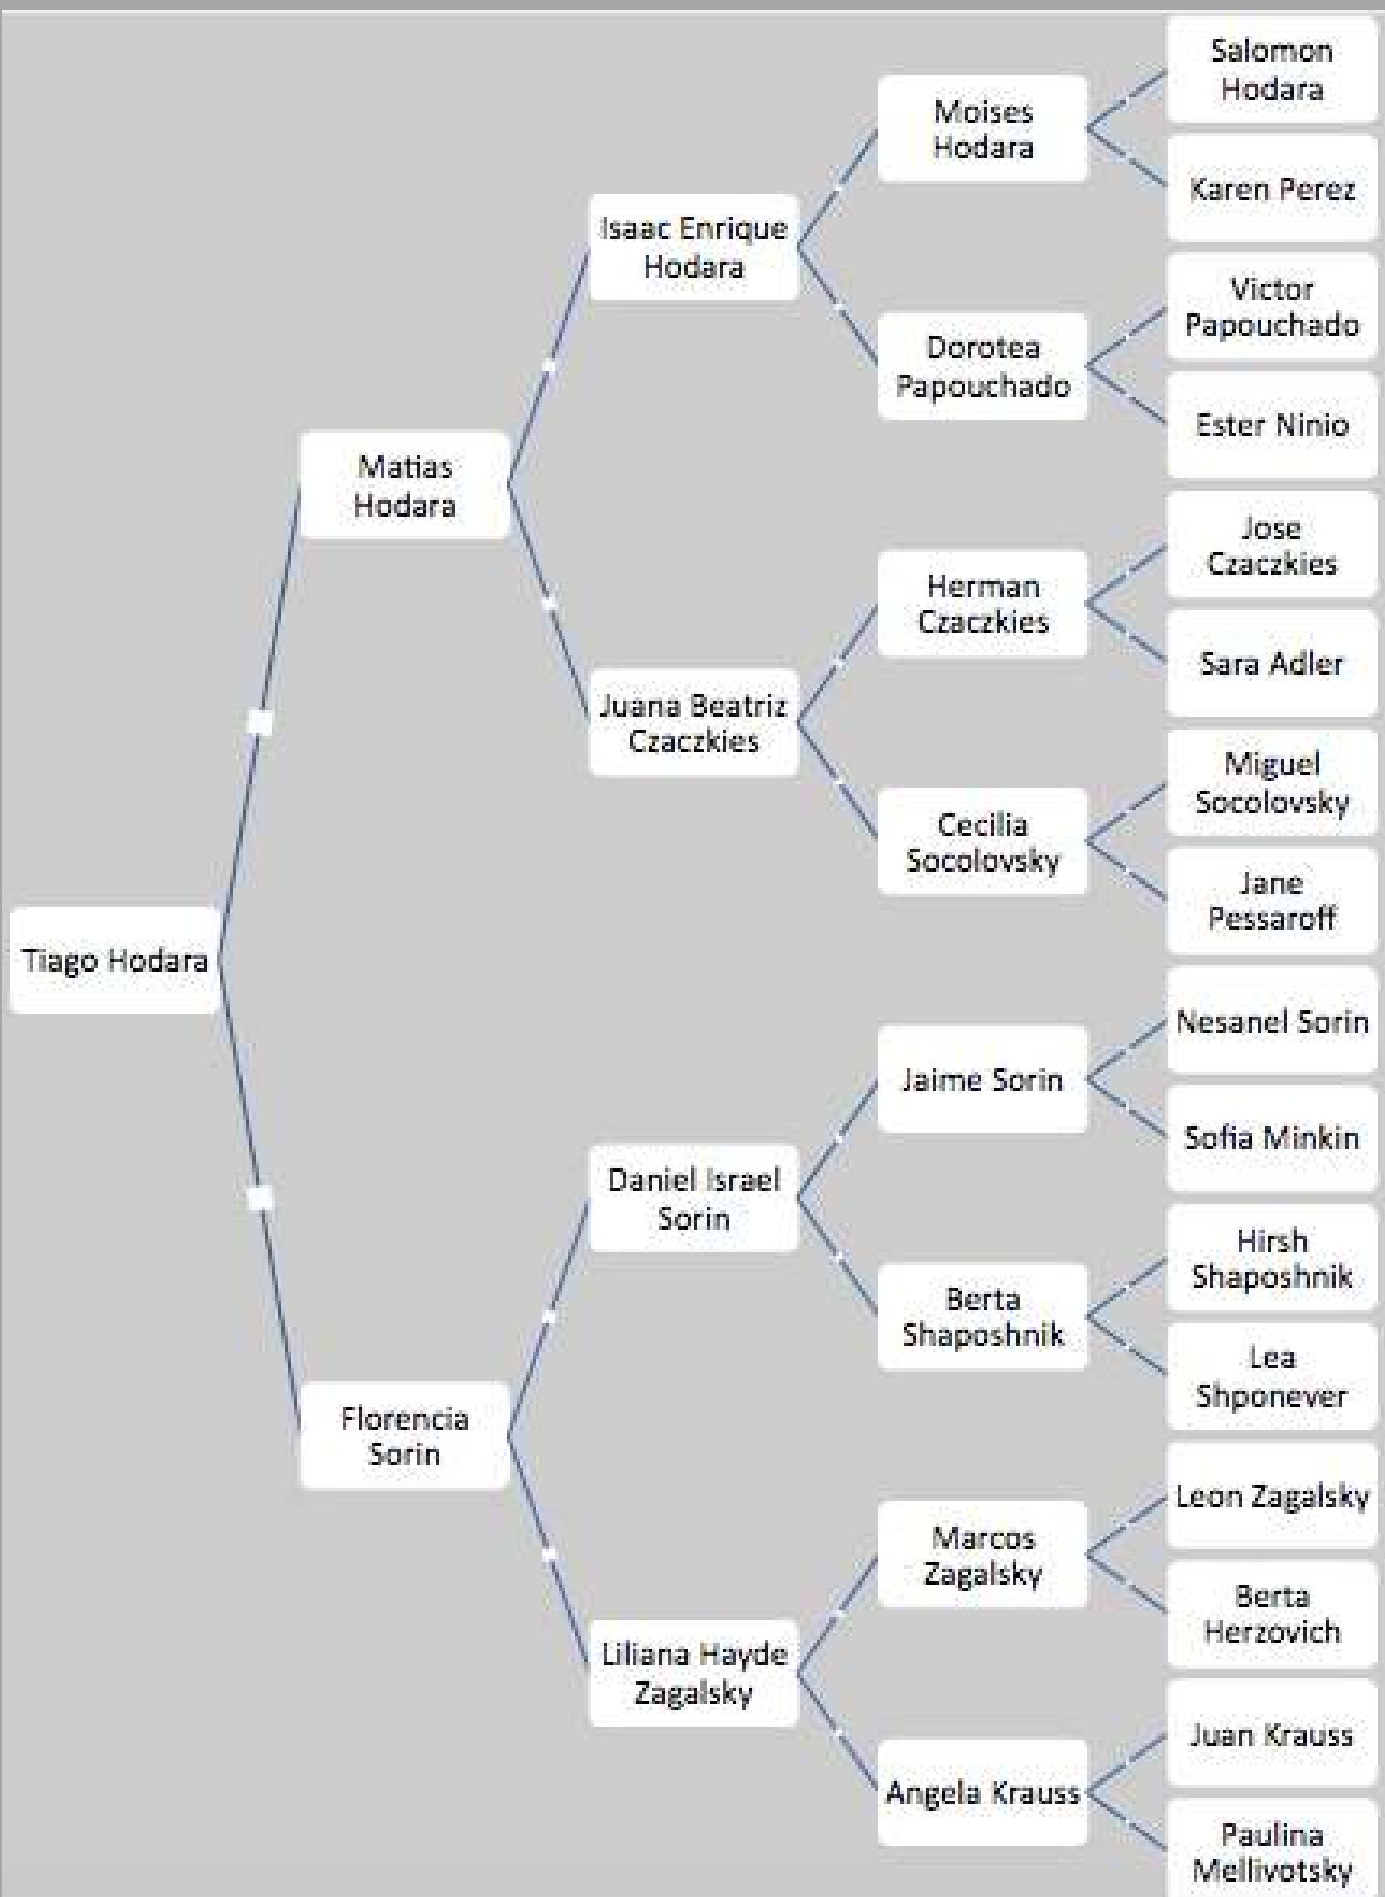 Tiago Hodara
Matias
Hodara
Florencia
Sorin
Isaac Enrique
Hodara
Juana Beatriz
Czaczkies
Daniel Israel
Sorin
Liliana Hayde
Zagalsky
Moises
Hodara
Dorotea
Papouchado
Herman
Czaczkies
Cecilia
Socolovsky
Jaime Sorin
Berta
Shaposhnik
Marcos
Zagalsky
Angela Krauss
Salomon
Hodara
Karen Perez
Victor
Papouchado
Ester Ninio
Jose
Czaczkies
Sara Adler
Miguel
Socolovsky
Jane
Pessaroff
Nesanel Sorin
Sofia Minkin
Hirsh
Shaposhnik
Lea
Shponever
Leon Zagalsky
Berta
Herzovich
Juan Krauss
Paulina
Mellivotsky